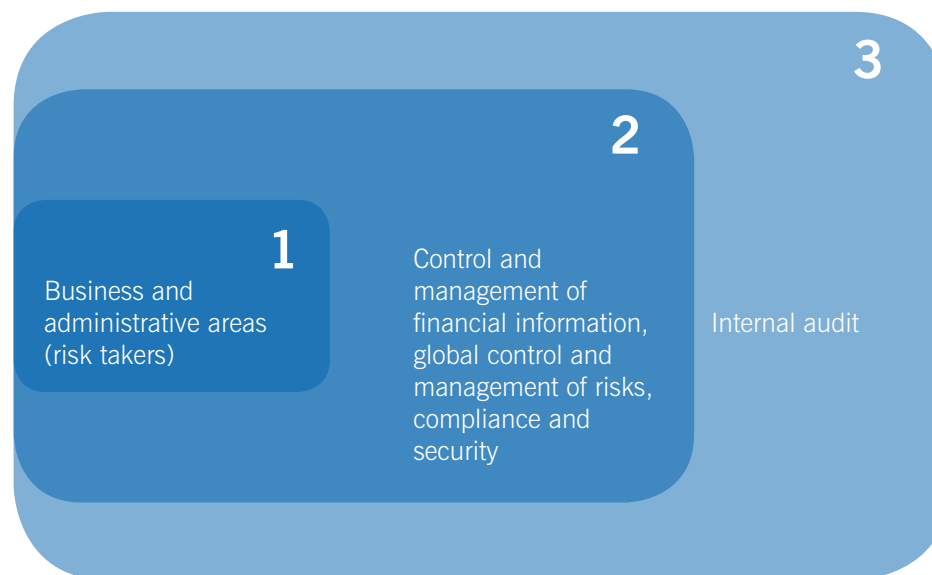 3
2
1
Business and
administrative areas
(risk takers)
Control and
management of
financial information,
global control and
management of risks,
compliance and
security
Internal audit